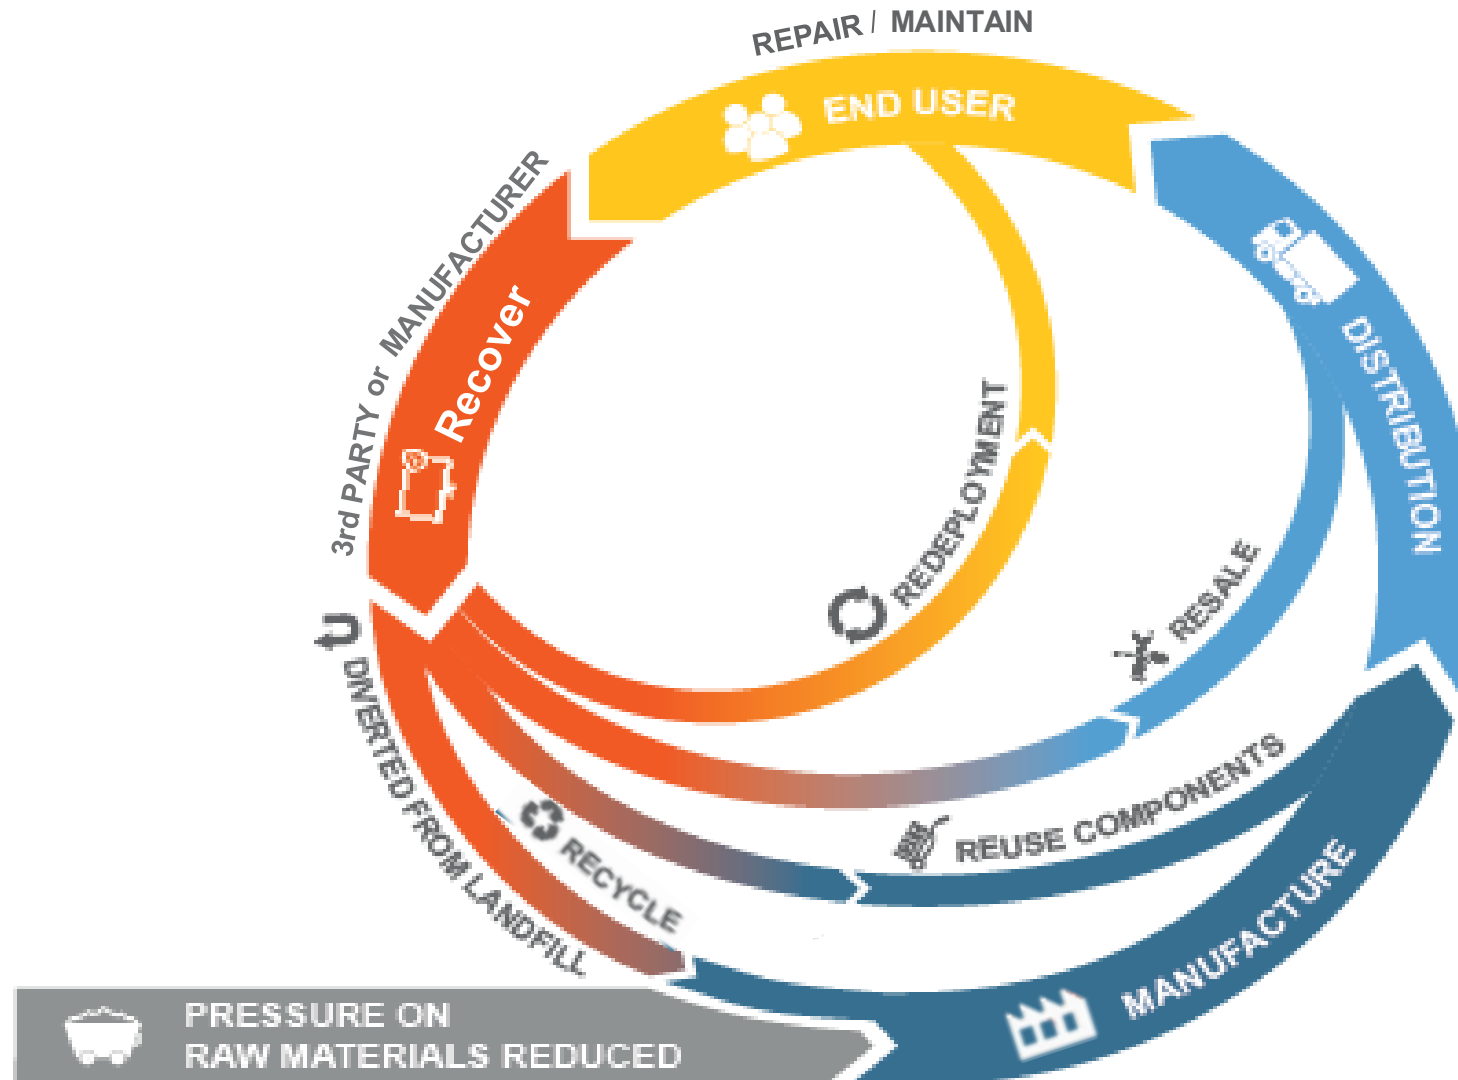 REPAIR / MAINTAIN
END USER
3rd PARTY or MANUFACTURER
Recover
DISTRIBUTION
REDEPLOYMENT
RESALE
REUSE COMPONENTS
RECYCLE
DIVERTED FROM LANDFILL
MANUFACTURE
PRESSURE ON
RAW MATERIALS REDUCED